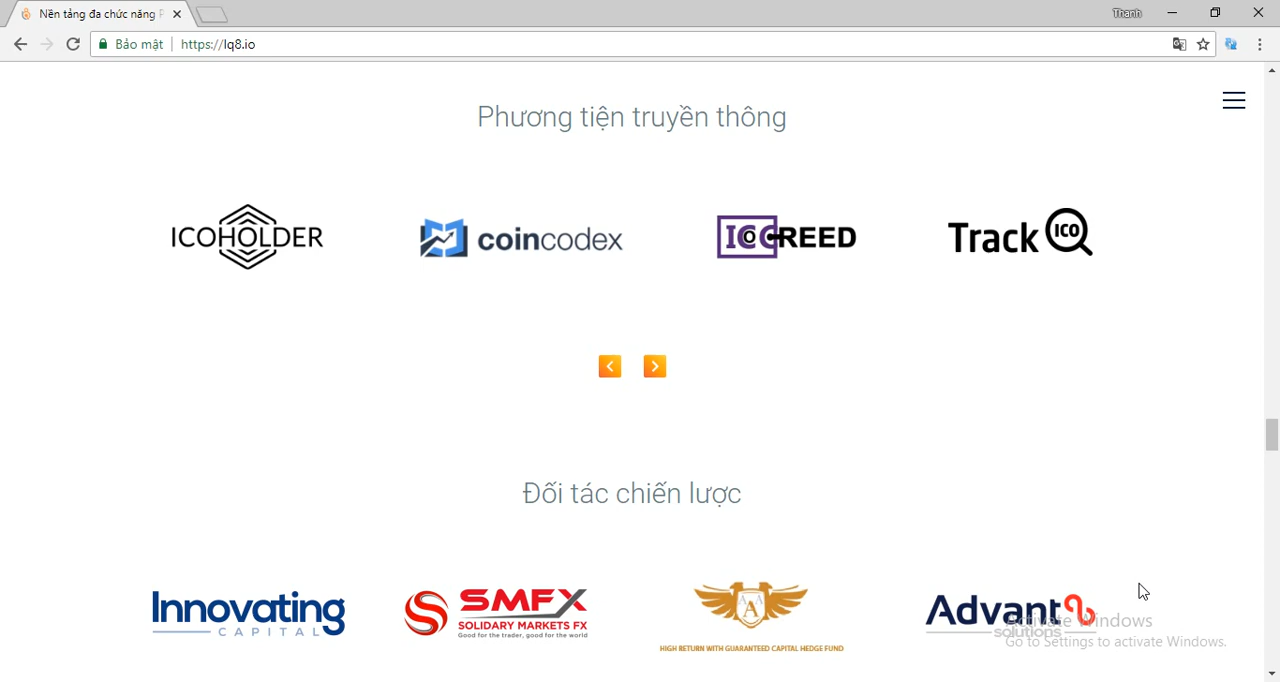 Nền tảng đa chức năng
Thanh
Bảo mật
https://lq8.io
Phương tiện truyền thông
ICOHOLDER
coincodex
ICOCREED
Track ICO
Đối tác chiến lược
Innovating
CAPITAL
SMFX
SOLIDARY MARKETS FX
Good for the trader, good for the world
AAA
HIGH RETURN WITH GUARANTEED CAPITAL HEDGE FUND
Advant
solutions
Activate Windows
Go to Settings to activate Windows.